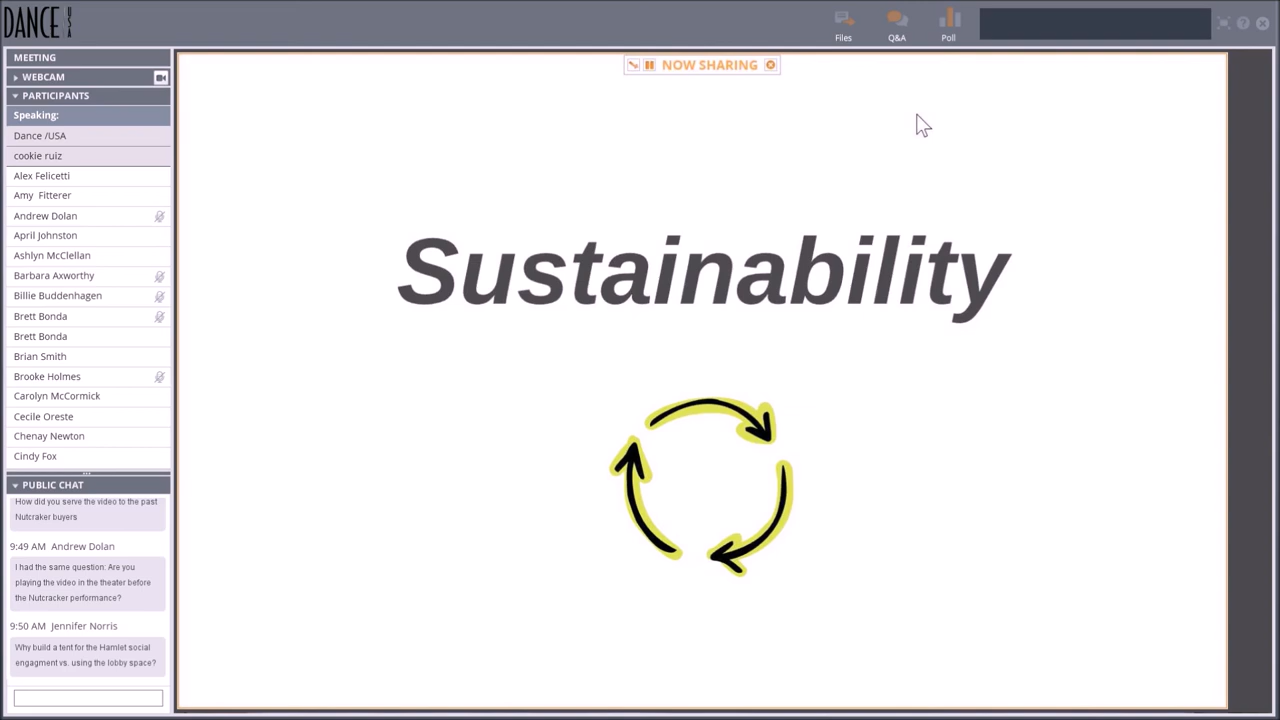 DANCE USA
Files
Q&A
Poll
MEETING
WEBCAM
PARTICIPANTS
Speaking:
Dance /USA
cookie ruiz
Alex Felicetti
Amy Fitterer
Andrew Dolan
April Johnston
Ashlyn McClellan
Barbara Axworthy
Billie Buddenhagen
Brett Bonda
Brett Bonda
Brian Smith
Brooke Holmes
Carolyn McCormick
Cecile Oreste
Chenay Newton
Cindy Fox
PUBLIC CHAT
How did you serve the video to the past
Nutcraker buyers
9:49 AM Andrew Dolan
I had the same question: Are you
playing the video in the theater before
the Nutcracker performance?
9:50 AM Jennifer Norris
Why build a tent for the Hamlet social
engagment vs. using the lobby space?
NOW SHARING
Sustainability